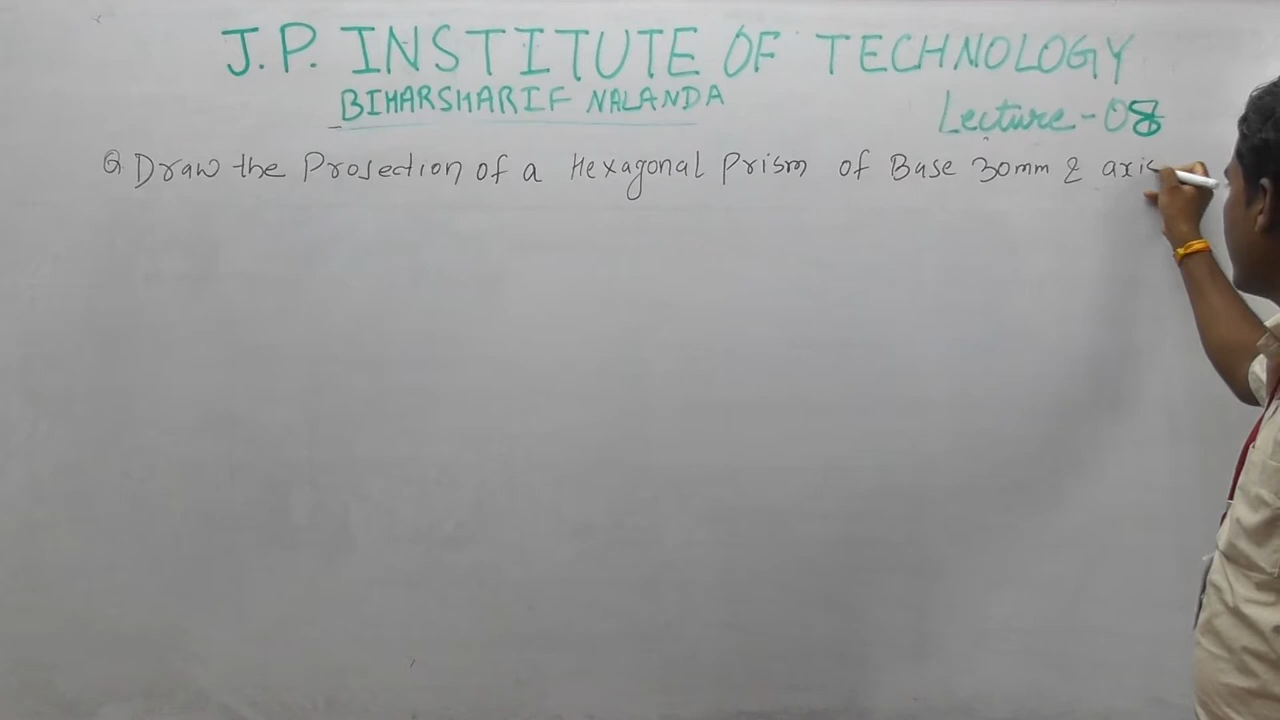 J.P. INSTITUTE OF TECHNOLOGY
BIHARSHARIF NALANDA
Lecture-08
Q Draw the Projection of a Hexagonal Prism of Base 30mm & axis